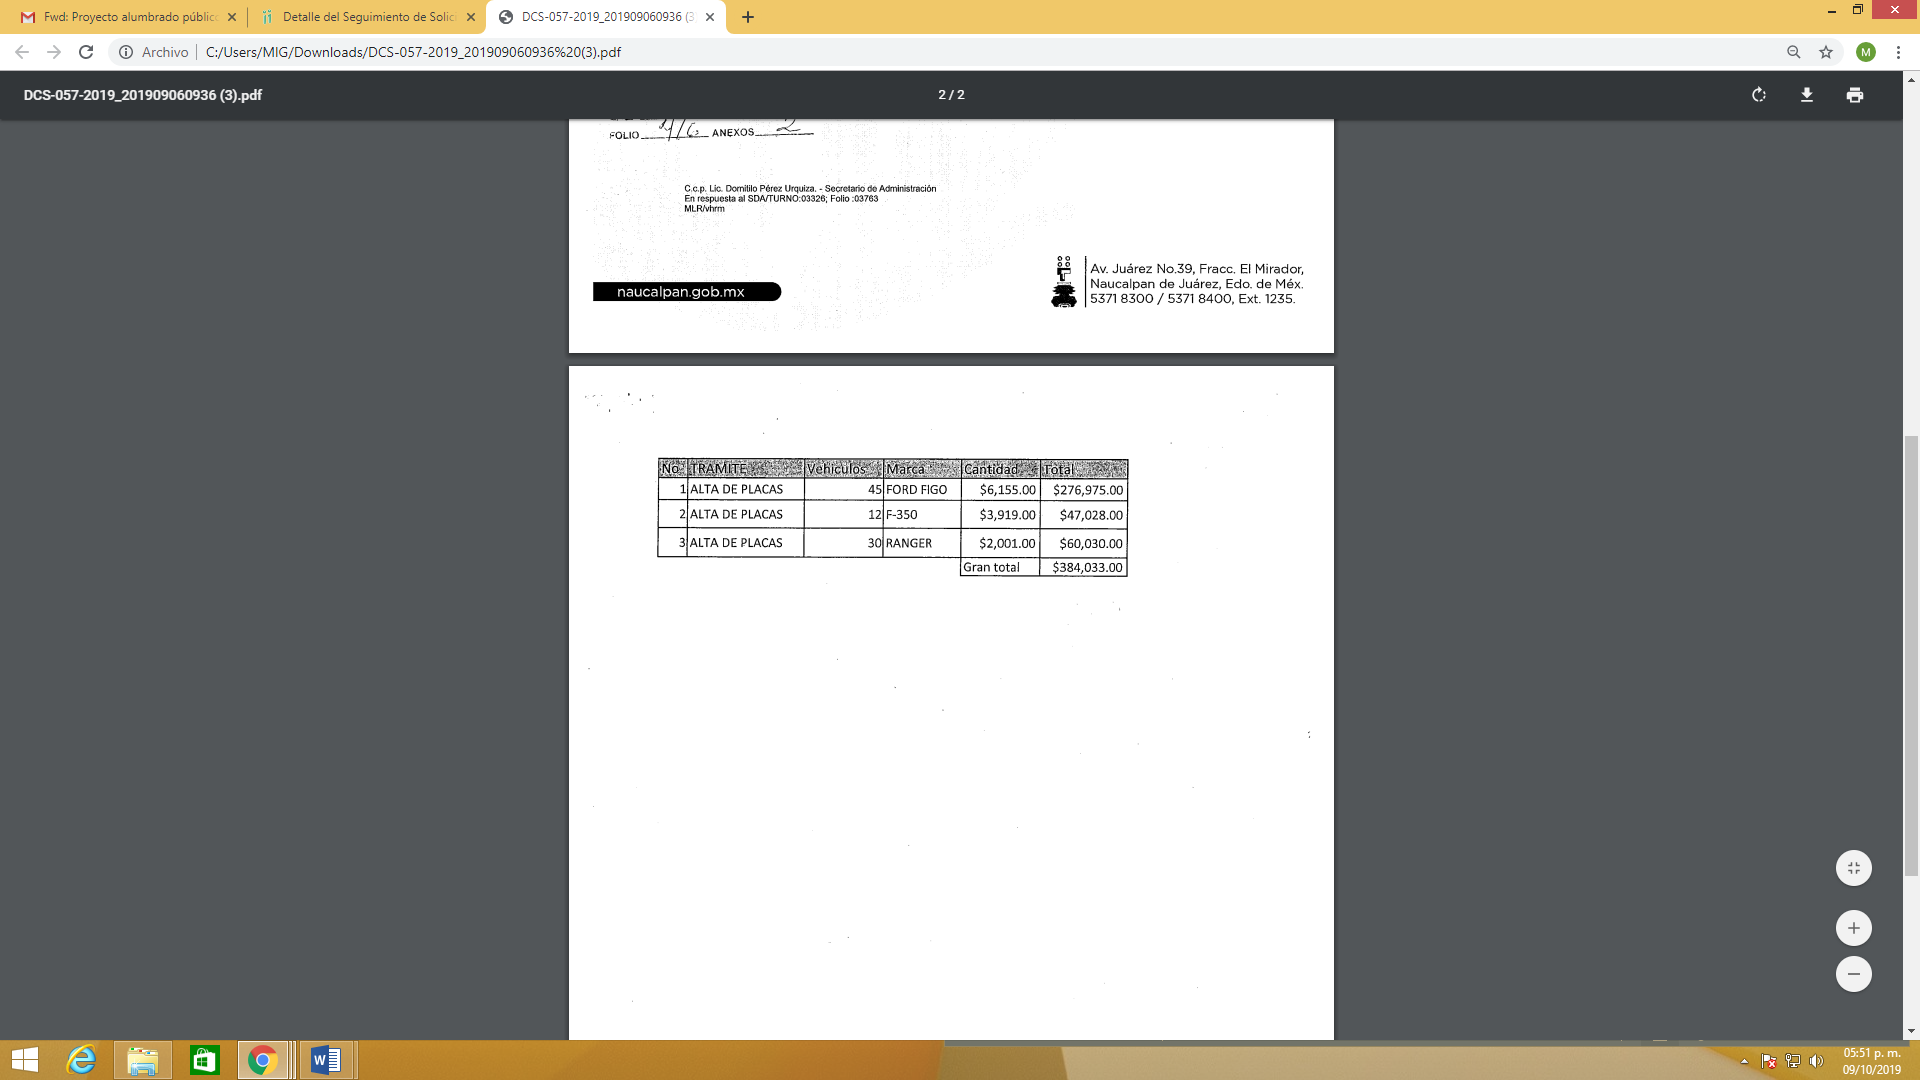 Fwd: Proyecto alumbrado públic
Detalle del Seguimiento de Solici
DCS-057-2019_201909060936 (3
Archivo
C:/Users/MIG/Downloads/DCS-057-2019_201909060936%20(3).pdf
M
DCS-057-2019_201909060936 (3).pdf
2 / 2
FOLIO ANEXOS 2
C.c.p. Lic. Domitilo Pérez Urquiza. - Secretario de Administración
En respuesta al SDA/TURNO:03326; Folio :03763
MLR/vhrm
naucalpan.gob.mx
Av. Juárez No.39, Fracc. El Mirador,
Naucalpan de Juárez, Edo. de Méx.
5371 8300 / 5371 8400, Ext. 1235.
No TRAMITE Vehiculos Marca Cantidad Total
1 ALTA DE PLACAS 45 FORD FIGO $6,155.00 $276,975.00
2 ALTA DE PLACAS 12 F-350 $3,919.00 $47,028.00
3 ALTA DE PLACAS 30 RANGER $2,001.00 $60,030.00
Gran total $384,033.00
05:51 p. m.
09/10/2019